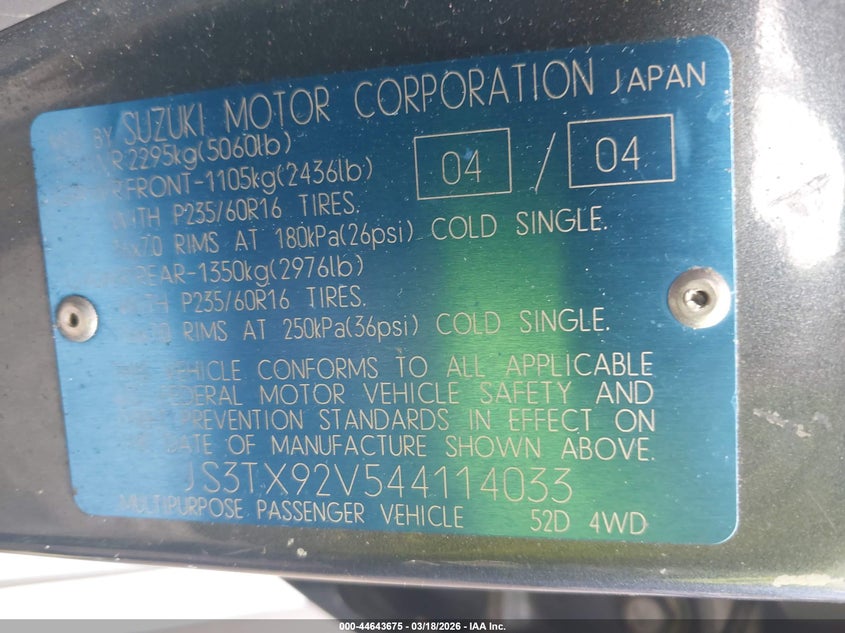 BY SUZUKI MOTOR CORPORATION JAPAN
2295kg(5060lb)
FRONT-1105kg(2436lb)
04 / 04
WITH P235/60R16 TIRES.
RIMS AT 180kPa(26psi) COLD SINGLE.
REAR-1350kg(2976lb)
WITH P235/60R16 TIRES.
RIMS AT 250kPa(36psi) COLD SINGLE.
THIS VEHICLE CONFORMS TO ALL APPLICABLE
FEDERAL MOTOR VEHICLE SAFETY AND
PREVENTION STANDARDS IN EFFECT ON
DATE OF MANUFACTURE SHOWN ABOVE.
JS3TX92V544114033
MULTIPURPOSE PASSENGER VEHICLE 52D 4WD
000-44643675 - 03/18/2026 - IAA Inc.